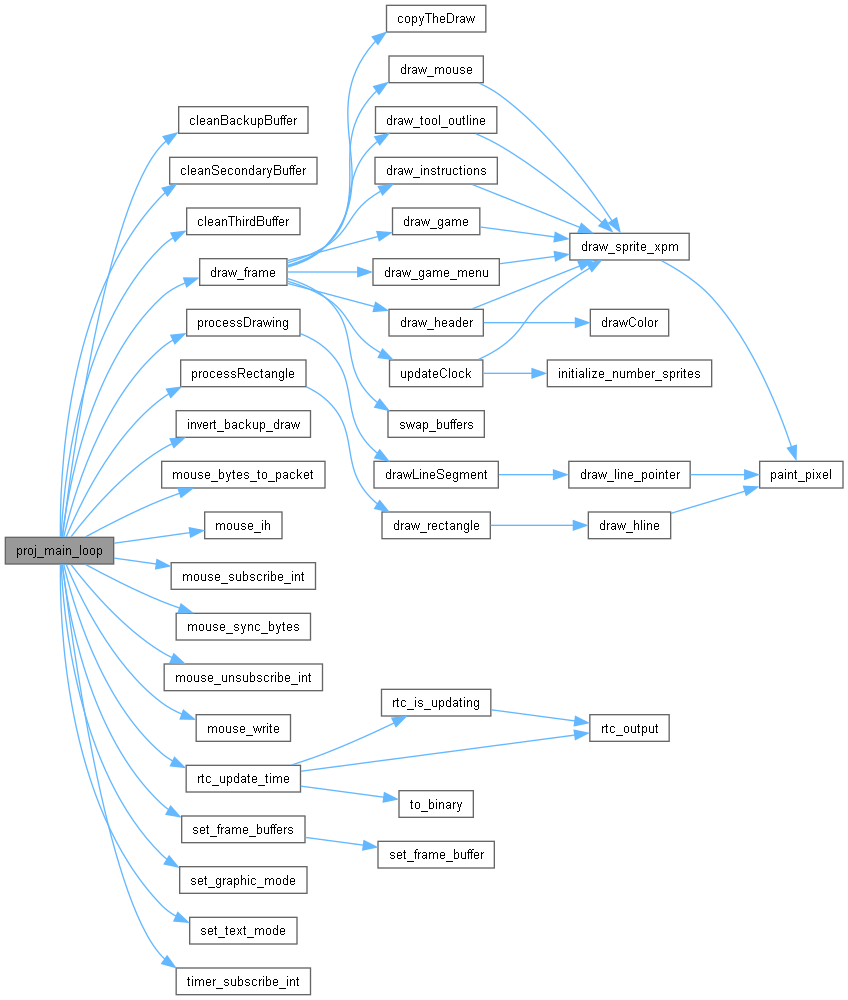 copyTheDraw
draw_mouse
cleanBackupBuffer
draw_tool_outline
cleanSecondaryBuffer
draw_instructions
cleanThirdBuffer
draw_game
draw_sprite_xpm
draw_frame
draw_game_menu
processDrawing
draw_header
drawColor
processRectangle
updateClock
initialize_number_sprites
invert_backup_draw
swap_buffers
mouse_bytes_to_packet
drawLineSegment
draw_line_pointer
paint_pixel
mouse_ih
draw_rectangle
draw_hline
proj_main_loop
mouse_subscribe_int
mouse_sync_bytes
mouse_unsubscribe_int
rtc_is_updating
mouse_write
rtc_output
rtc_update_time
to_binary
set_frame_buffers
set_frame_buffer
set_graphic_mode
set_text_mode
timer_subscribe_int